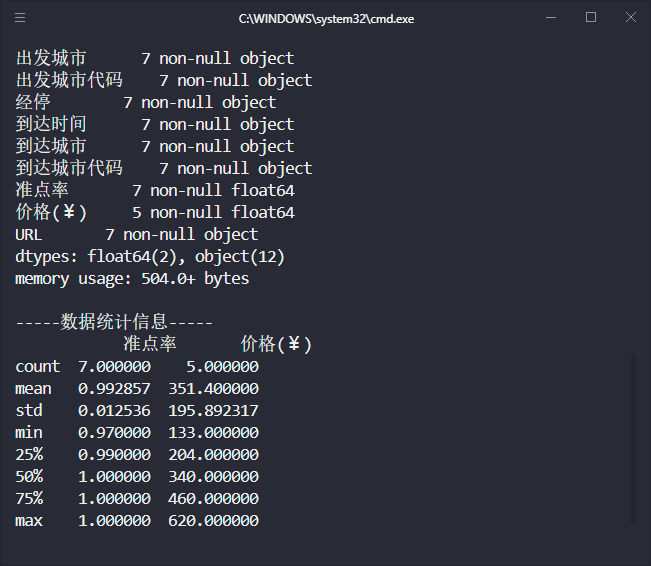 C:\WINDOWS\system32\cmd.exe
出发城市      7 non-null object
出发城市代码    7 non-null object
经停        7 non-null object
到达时间      7 non-null object
到达城市      7 non-null object
到达城市代码    7 non-null object
准点率       7 non-null float64
价格(¥)     5 non-null float64
URL       7 non-null object
dtypes: float64(2), object(12)
memory usage: 504.0+ bytes
-----数据统计信息-----
            准点率       价格(¥)
count  7.000000    5.000000
mean   0.992857  351.400000
std    0.012536  195.892317
min    0.970000  133.000000
25%    0.990000  204.000000
50%    1.000000  340.000000
75%    1.000000  460.000000
max    1.000000  620.000000